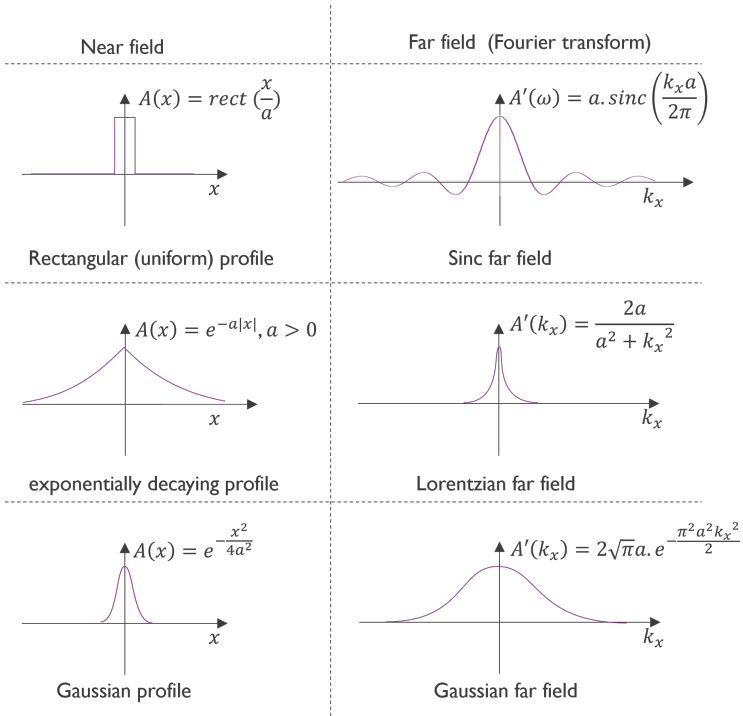 Near field
Far field (Fourier transform)
A(x) = rect (x/a)
x
A′(ω) = a.sinc(kₓa/2π)
kₓ
Rectangular (uniform) profile
Sinc far field
A(x) = e^{−a|x|}, a > 0
x
A′(kₓ) = 2a/(a² + kₓ²)
kₓ
exponentially decaying profile
Lorentzian far field
A(x) = e^{−x²/4a²}
x
A′(kₓ) = 2√πa.e^{−π²a²kₓ²/2}
kₓ
Gaussian profile
Gaussian far field